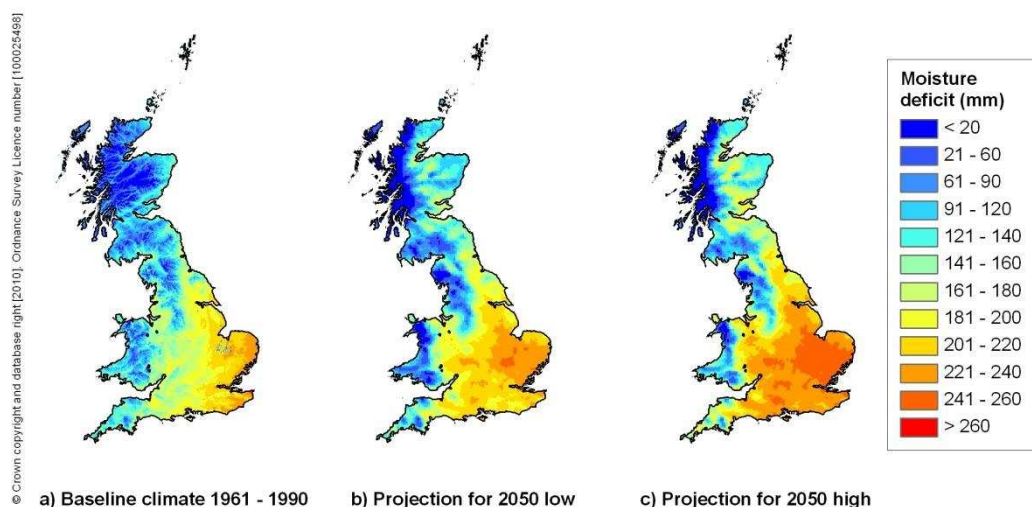 © Crown copyright and database right [2010]. Ordnance Survey Licence number [100025498]
Moisture
deficit (mm)
< 20
21 - 60
61 - 90
91 - 120
121 - 140
141 - 160
161 - 180
181 - 200
201 - 220
221 - 240
241 - 260
> 260
a) Baseline climate 1961 - 1990
b) Projection for 2050 low
c) Projection for 2050 high